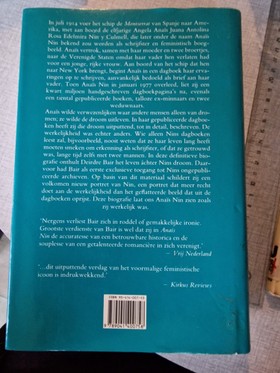 In juli 1914 voer het schip de Montserrat van Spanje naar Ame-
rika, met aan boord de elfjarige Angela Anaïs Juana Antolina
Rosa Edelmira Nin y Culmell, die later onder de naam Anaïs
Nin bekend zou worden als schrijfster en feministisch boeg-
beeld. Anaïs vertrok, samen met haar moeder en twee broertjes,
naar de Verenigde Staten omdat haar vader hen verlaten had
voor een jonge, rijke vrouw. Aan boord van het schip dat hen
naar New York brengt, begint Anaïs in een dagboek haar erva-
ringen op te schrijven, aanvankelijk bedoeld als brief aan haar
vader. Toen Anaïs Nin in januari 1977 overleed, liet zij een
kwart miljoen handgeschreven dagboekpagina's na, evenals
een tiental gepubliceerde boeken, talloze ex-minnaars en twee
weduwnaars.
Anaïs wilde verwezenlijken waar andere mensen alleen van dro-
men; ze wilde de droom uitleven. In haar gepubliceerde dagboe-
ken heeft zij die droom uitputtend, tot in detail, beschreven. De
werkelijkheid was echter anders. Wie alleen Nins dagboeken
leest zal, bijvoorbeeld, nooit weten dat ze haar leven lang heeft
moeten smeken om erkenning als schrijfster, of dat ze getrouwd
was, lange tijd zelfs met twee mannen. In deze definitieve bio-
grafie onthult Deirdre Bair het leven áchter Nins droom. Daar-
voor had Bair als eerste exclusieve toegang tot Nins ongepubli-
ceerde archieven. Op basis van dit materiaal schildert zij een
volkomen nieuw portret van Nin, een portret dat meer recht
doet aan de dubbelhartigheid dan het geflatteerde beeld dat uit de
dagboeken oprijst. Deze biografie laat ons Anaïs Nin zien zoals
zij werkelijk was.
'Nergens verliest Bair zich in roddel of gemakkelijke ironie.
Grootste verdienste van Bair is wel dat zij in Anaïs
Nin de accuratesse van een betrouwbare historica en de
souplesse van een getalenteerde romancière in zich verenigt.'
– Vrij Nederland
'... dit uitputtende verslag van het voormalige feministische
icoon is indrukwekkend.'
– Kirkus Reviews